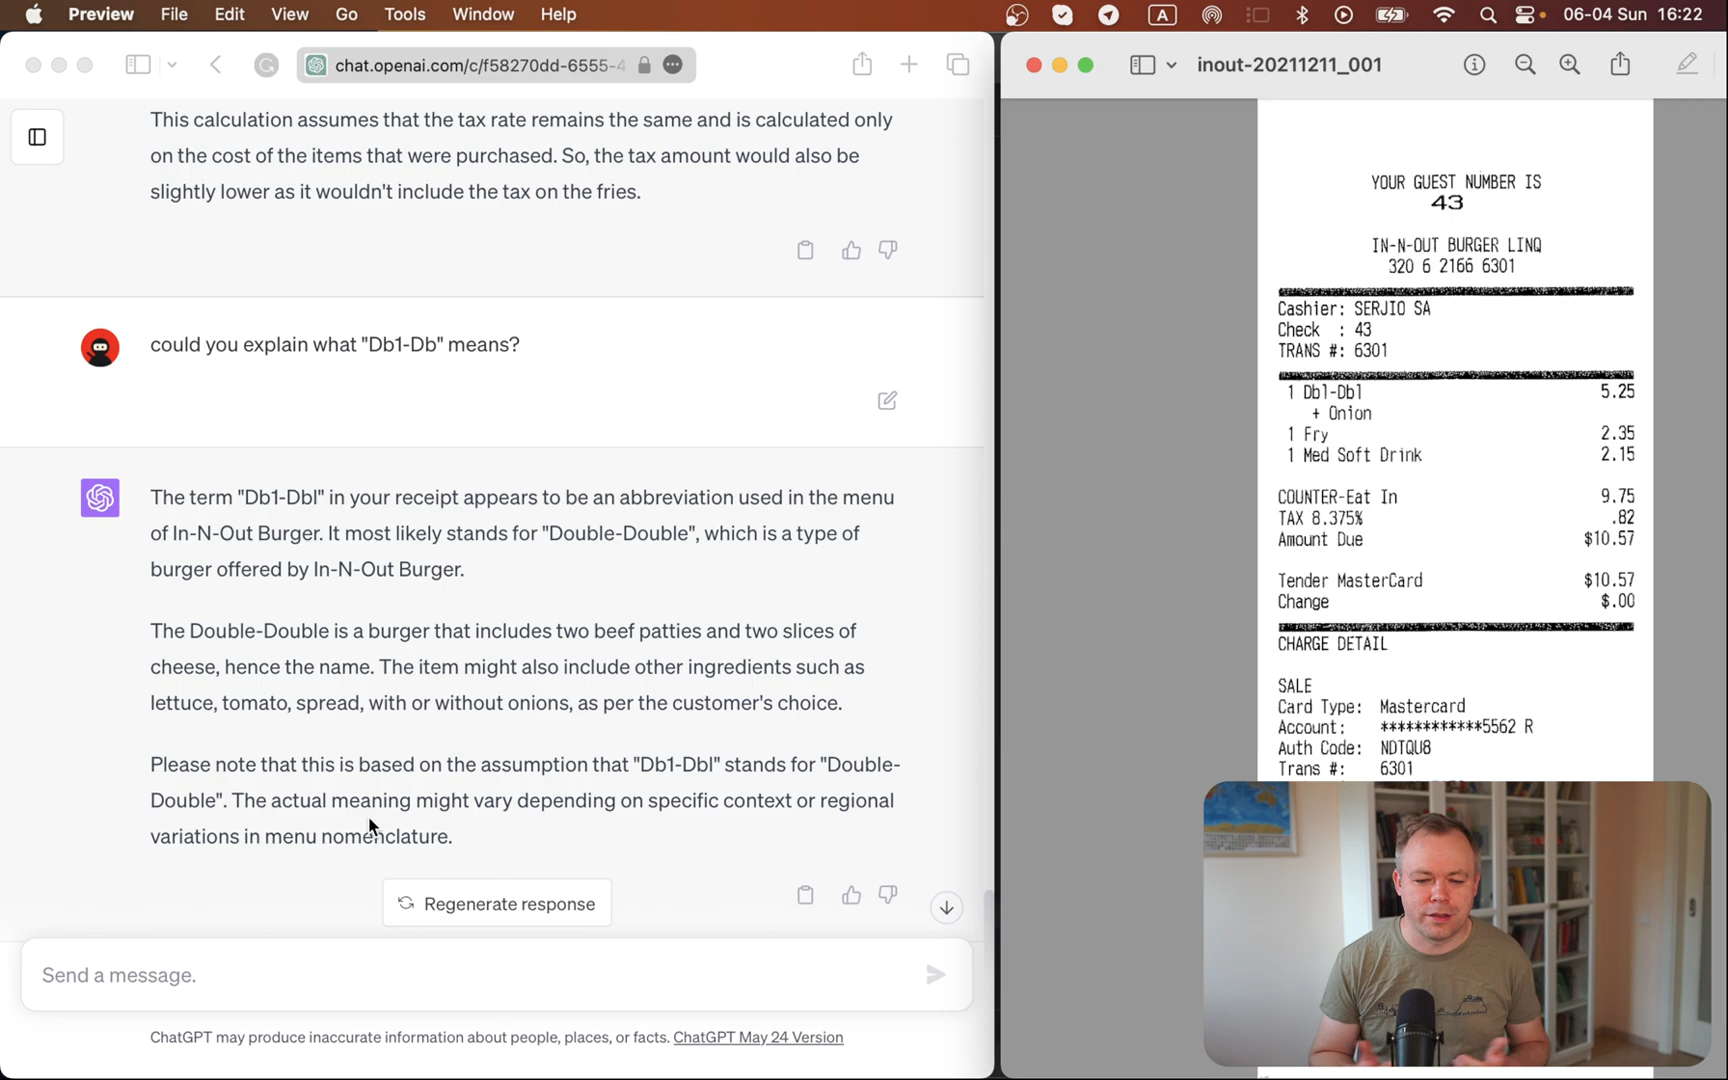 Preview File Edit View Go Tools Window Help
A
06-04 Sun 16:22
chat.openai.com/c/f58270dd-6555-4
This calculation assumes that the tax rate remains the same and is calculated only
on the cost of the items that were purchased. So, the tax amount would also be
slightly lower as it wouldn't include the tax on the fries.
could you explain what "Db1-Db" means?
The term "Db1-Dbl" in your receipt appears to be an abbreviation used in the menu
of In-N-Out Burger. It most likely stands for "Double-Double", which is a type of
burger offered by In-N-Out Burger.
The Double-Double is a burger that includes two beef patties and two slices of
cheese, hence the name. The item might also include other ingredients such as
lettuce, tomato, spread, with or without onions, as per the customer's choice.
Please note that this is based on the assumption that "Db1-Dbl" stands for "Double-
Double". The actual meaning might vary depending on specific context or regional
variations in menu nomenclature.
Regenerate response
Send a message.
ChatGPT may produce inaccurate information about people, places, or facts. ChatGPT May 24 Version
inout-20211211_001
YOUR GUEST NUMBER IS
43
IN-N-OUT BURGER LINQ
320 6 2166 6301
Cashier: SERJIO SA
Check : 43
TRANS #: 6301
1 Dbl-Dbl 5.25
+ Onion
1 Fry 2.35
1 Med Soft Drink 2.15
COUNTER-Eat In 9.75
TAX 8.375% .82
Amount Due $10.57
Tender MasterCard $10.57
Change $.00
CHARGE DETAIL
SALE
Card Type: Mastercard
Account: ************5562 R
Auth Code: NDTQU8
Trans #: 6301